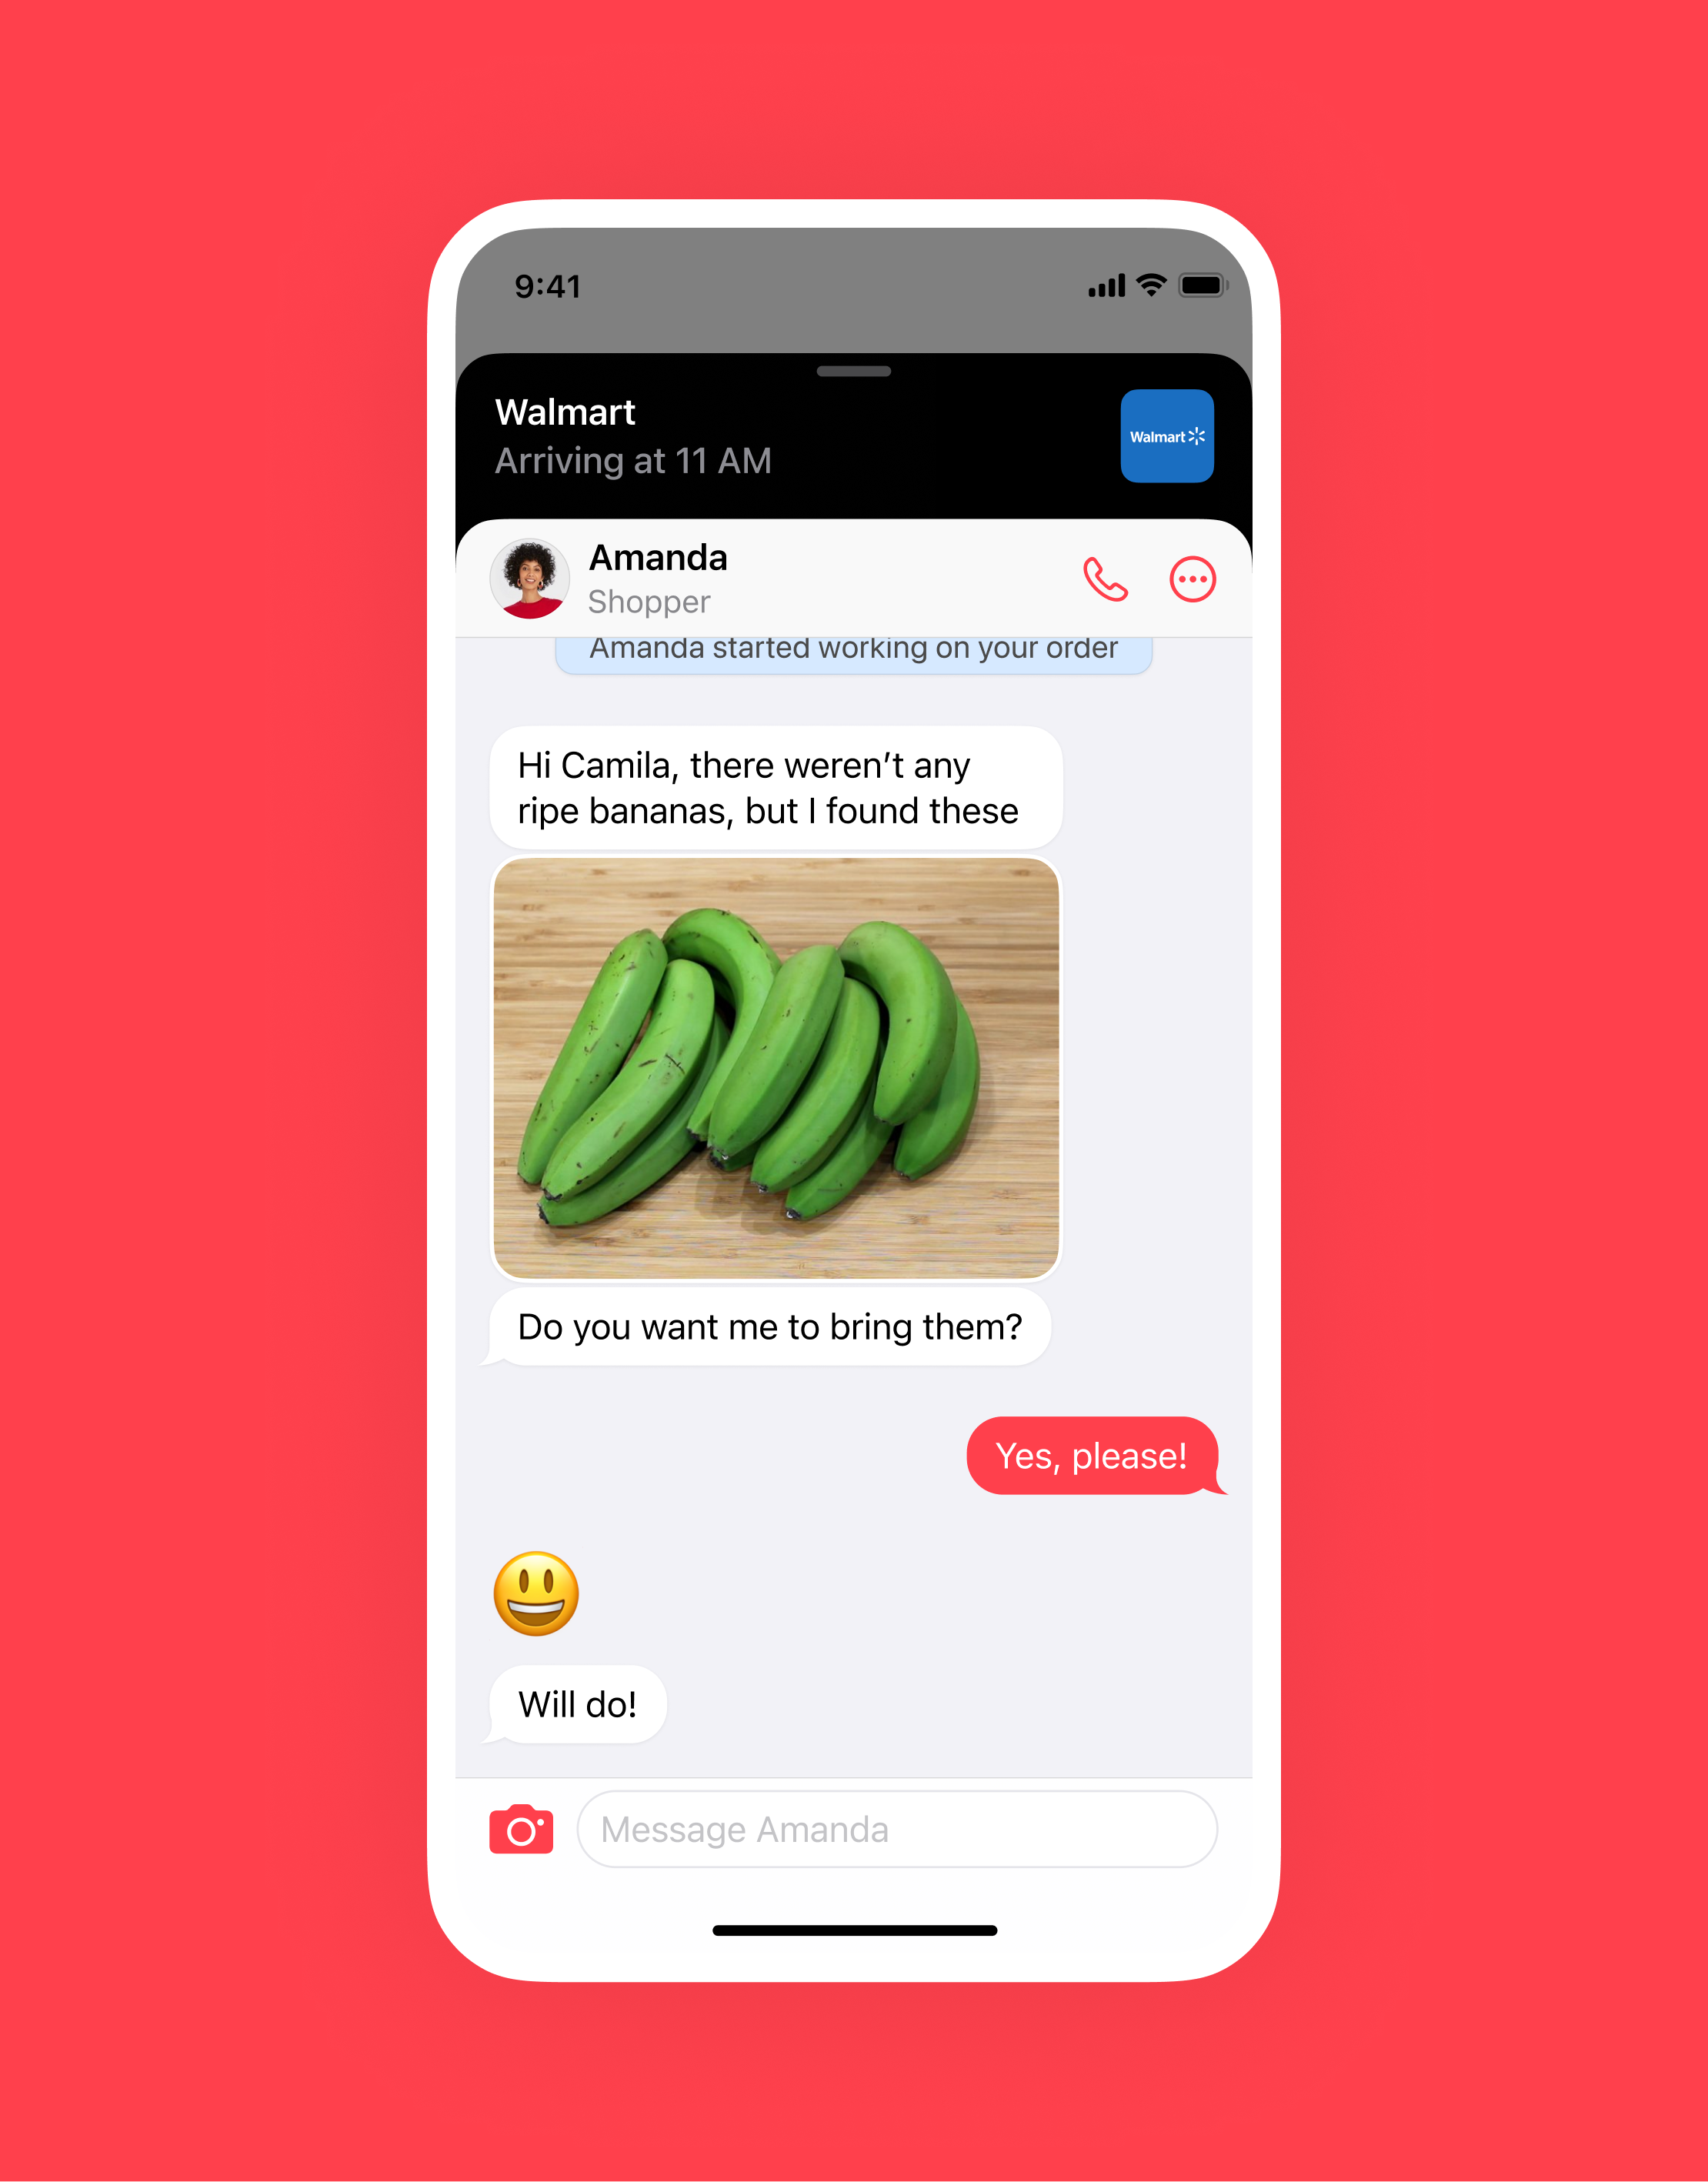 9:41
Walmart
Arriving at 11 AM
Walmart
Amanda
Shopper
Amanda started working on your order
Hi Camila, there weren’t any
ripe bananas, but I found these
Do you want me to bring them?
Yes, please!
Will do!
Message Amanda